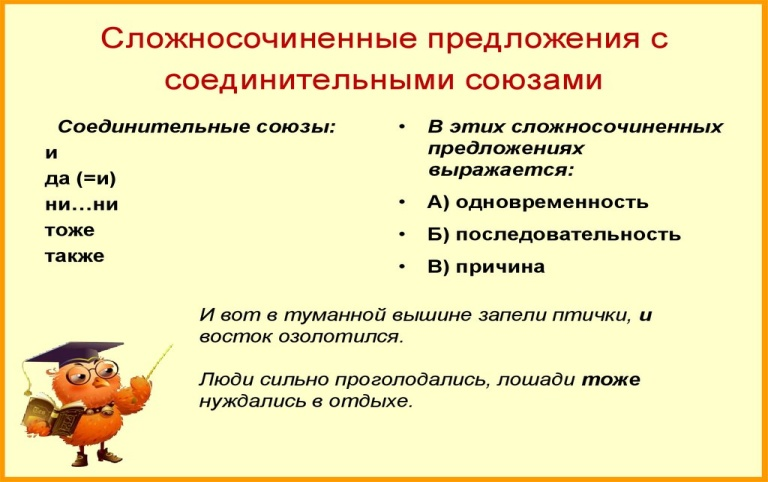 Сложносочиненные предложения с
соединительными союзами
Соединительные союзы:
и
да (=и)
ни…ни
тоже
также
• В этих сложносочиненных
предложениях
выражается:
• А) одновременность
• Б) последовательность
• В) причина
И вот в туманной вышине запели птички, и
восток озолотился.
Люди сильно проголодались, лошади тоже
нуждались в отдыхе.